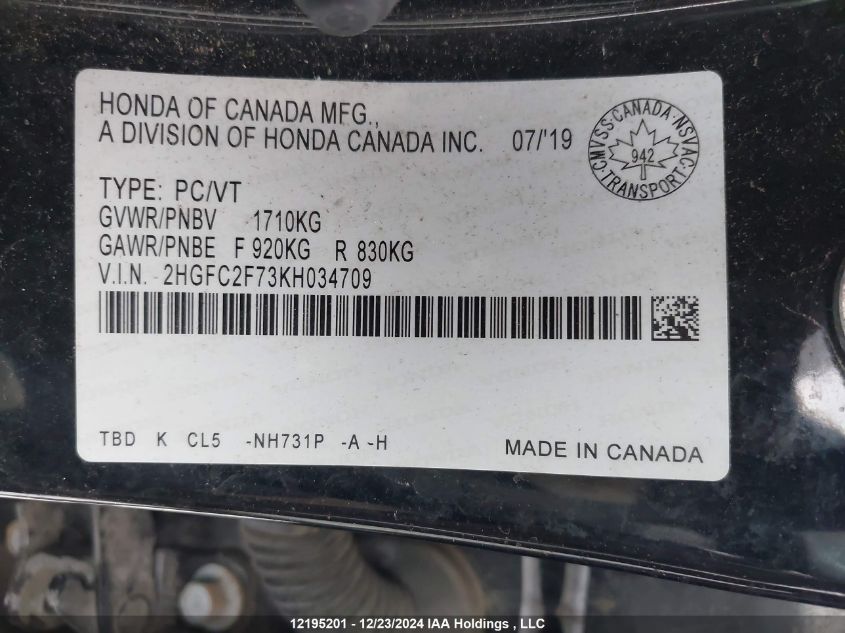 HONDA OF CANADA MFG.,
A DIVISION OF HONDA CANADA INC. 07/'19
CMVSS · CANADA · NSVAC · TRANSPORT
942
TYPE: PC/VT
GVWR/PNBV 1710KG
GAWR/PNBE F 920KG R 830KG
V.I.N. 2HGFC2F73KH034709
TBD K CL5 -NH731P -A -H
MADE IN CANADA
12195201 - 12/23/2024 IAA Holdings , LLC